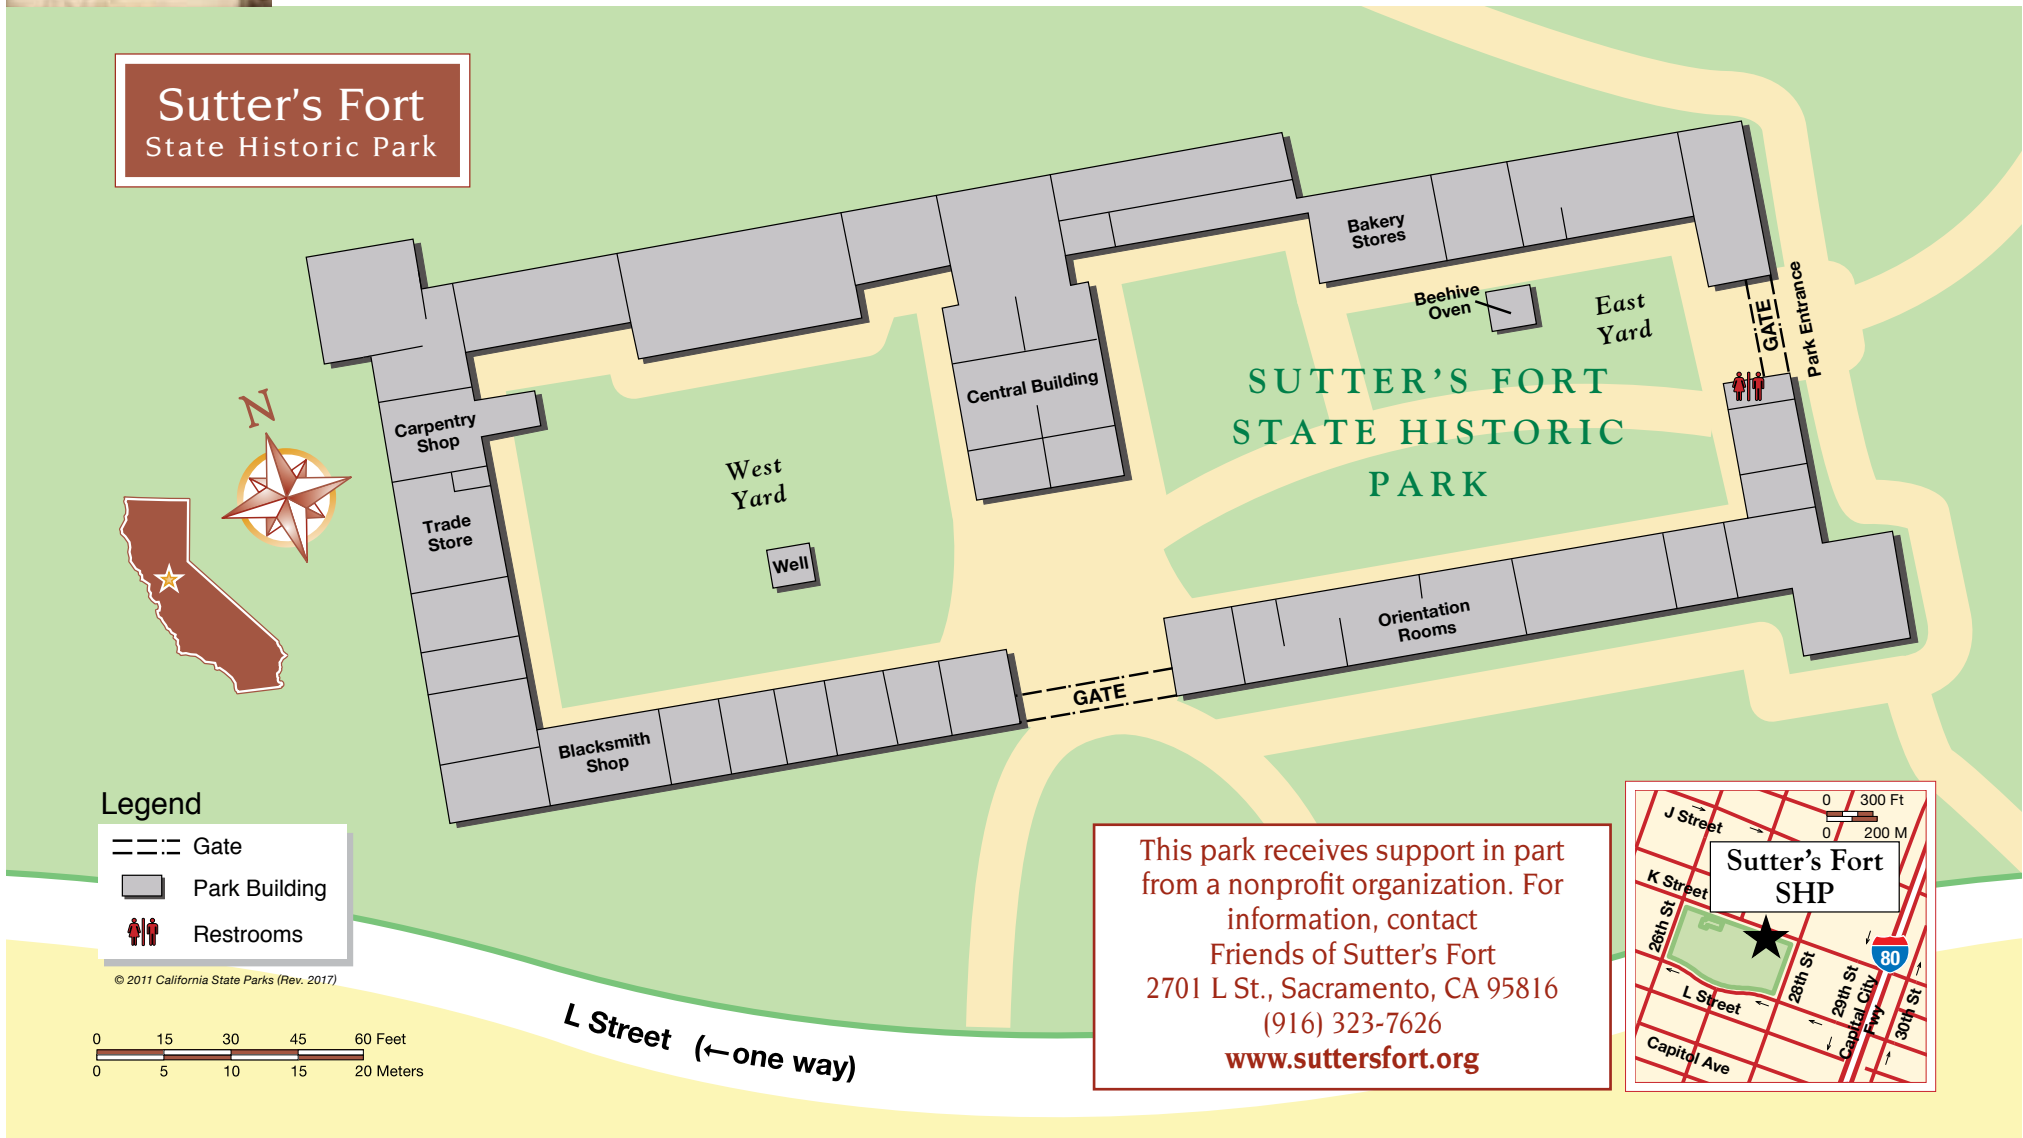 Sutter's Fort
State Historic Park
N
Carpentry
Shop
Trade
Store
Blacksmith
Shop
West
Yard
Well
Central Building
Bakery
Stores
Beehive
Oven
East
Yard
GATE
Park Entrance
SUTTER'S FORT
STATE HISTORIC
PARK
Orientation
Rooms
GATE
Legend
Gate
Park Building
Restrooms
© 2011 California State Parks (Rev. 2017)
0 15 30 45 60 Feet
0 5 10 15 20 Meters
L Street (←one way)
This park receives support in part
from a nonprofit organization. For
information, contact
Friends of Sutter's Fort
2701 L St., Sacramento, CA 95816
(916) 323-7626
www.suttersfort.org
0 300 Ft
0 200 M
J Street
Sutter's Fort
SHP
K Street
26th St
28th St
29th St
Capital City
Fwy
30th St
80
L Street
Capitol Ave